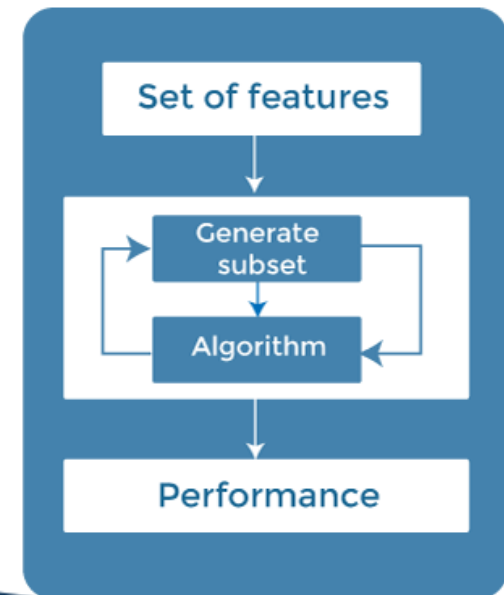 Set of features
Generate
subset
Algorithm
Performance